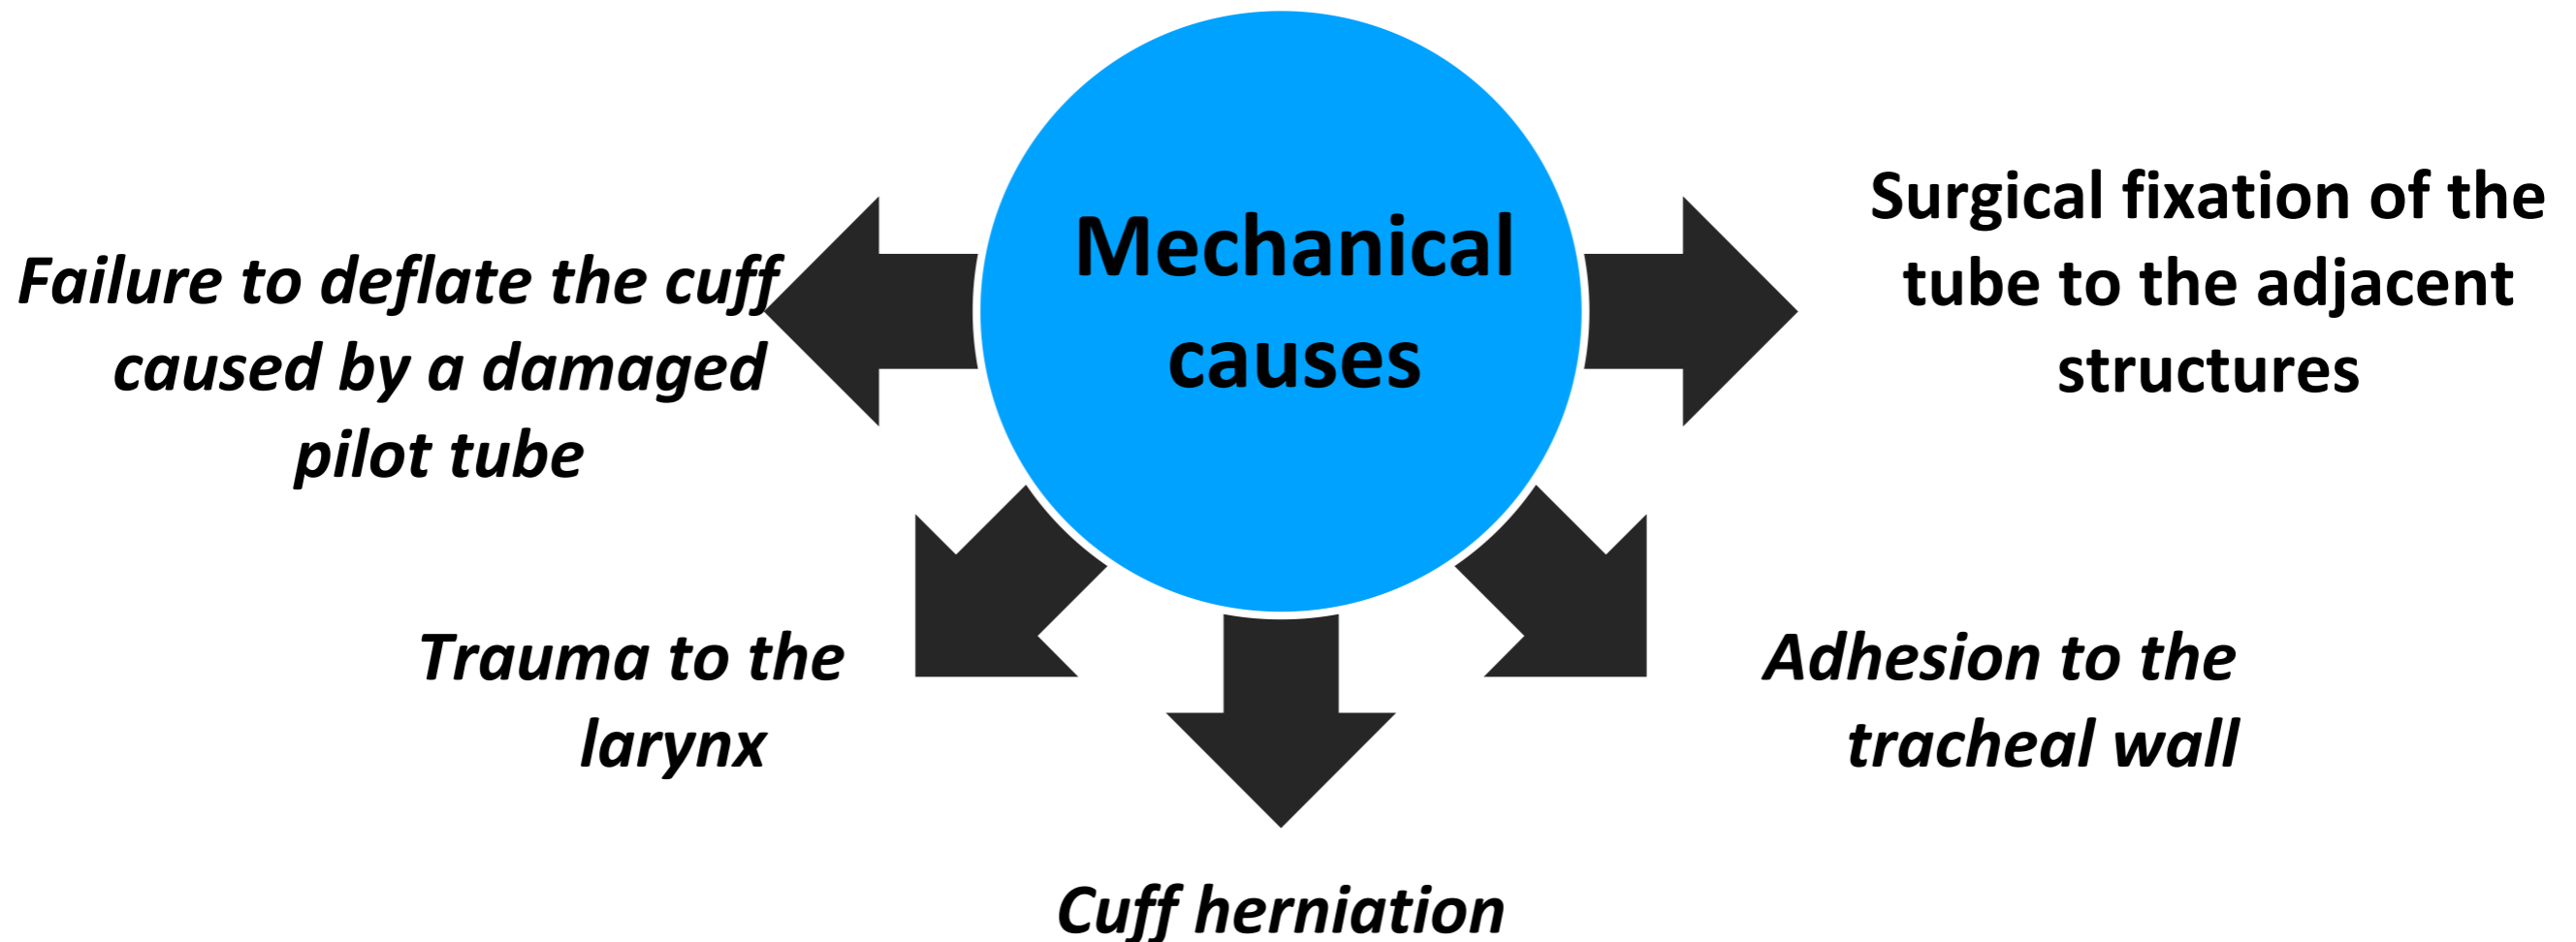 Mechanical
causes
Failure to deflate the cuff
caused by a damaged
pilot tube
Trauma to the
larynx
Cuff herniation
Adhesion to the
tracheal wall
Surgical fixation of the
tube to the adjacent
structures